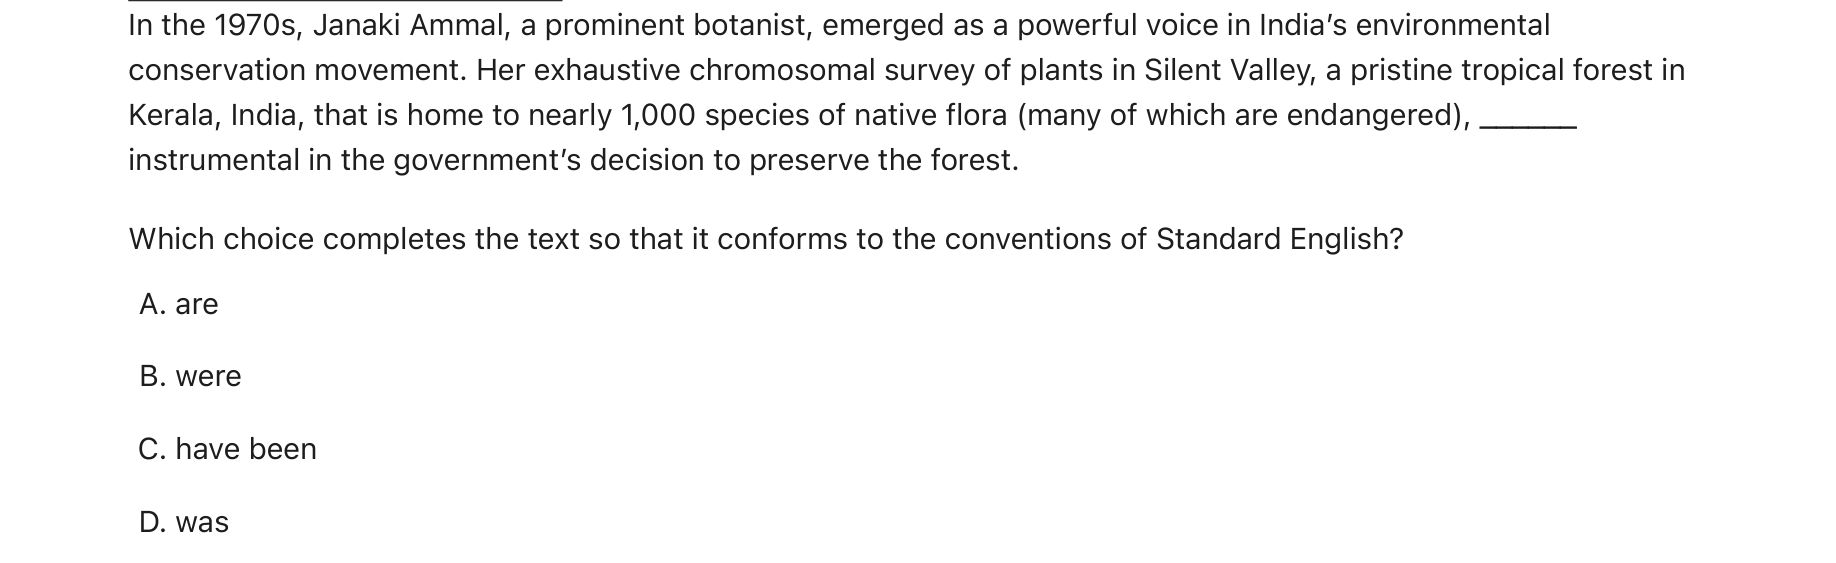 In the 1970s, Janaki Ammal, a prominent botanist, emerged as a powerful voice in India’s environmental
conservation movement. Her exhaustive chromosomal survey of plants in Silent Valley, a pristine tropical forest in
Kerala, India, that is home to nearly 1,000 species of native flora (many of which are endangered), ______
instrumental in the government’s decision to preserve the forest.
Which choice completes the text so that it conforms to the conventions of Standard English?
A. are
B. were
C. have been
D. was